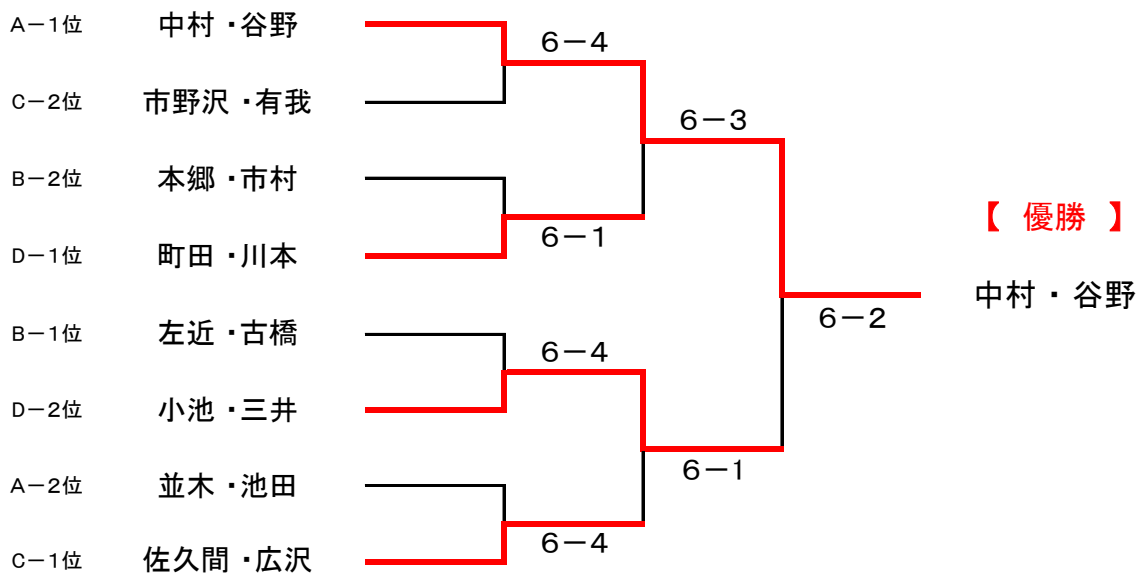 A－1位 中村・谷野
6－4
C－2位 市野沢・有我
6－3
B－2位 本郷・市村
【 優勝 】
6－1
D－1位 町田・川本
中村・谷野
6－2
B－1位 左近・古橋
6－4
D－2位 小池・三井
6－1
A－2位 並木・池田
6－4
C－1位 佐久間・広沢